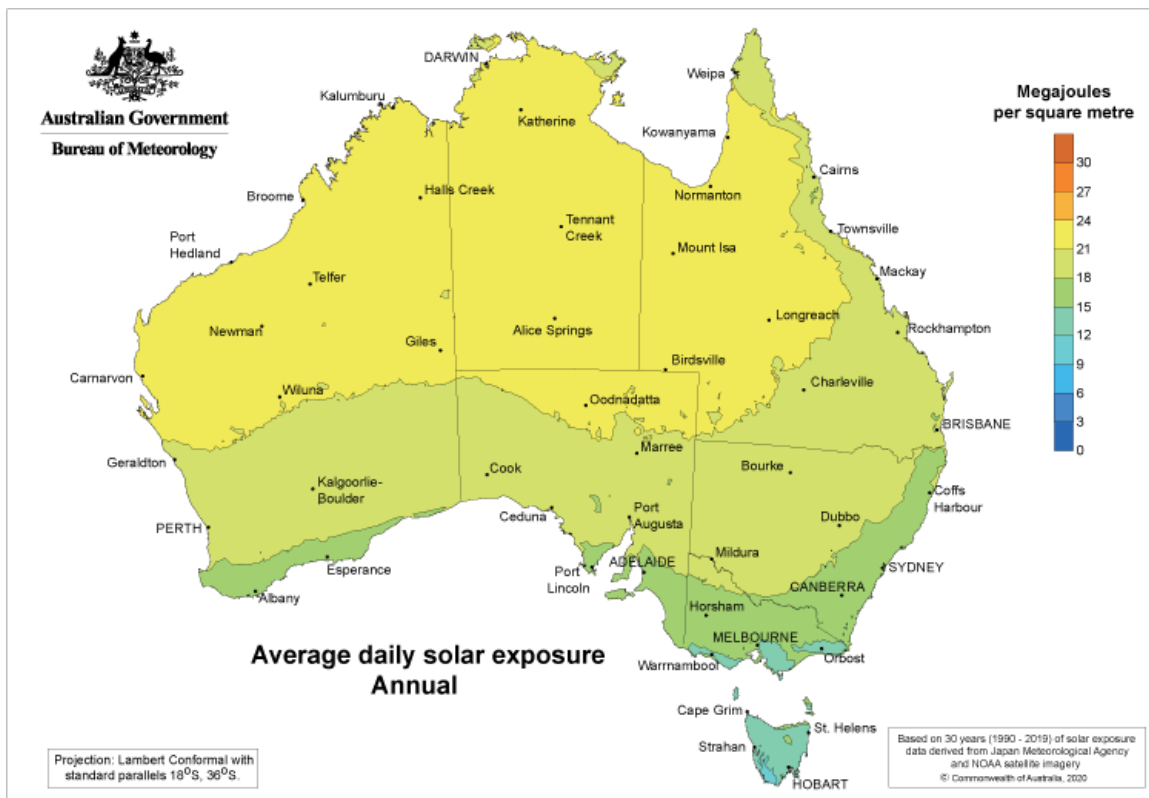 Australian Government
Bureau of Meteorology
DARWIN
Weipa
Kalumburu
Katherine
Kowanyama
Megajoules
per square metre
30
27
24
21
18
15
12
9
6
3
0
Cairns
Broome
Halls Creek
Normanton
Port
Hedland
Tennant
Creek
Townsville
Mount Isa
Telfer
Mackay
Newman
Alice Springs
Longreach
Rockhampton
Giles
Birdsville
Carnarvon
Wiluna
Oodnadatta
Charleville
BRISBANE
Geraldton
Marree
Cook
Bourke
Kalgoorlie-
Boulder
Coffs
Harbour
PERTH
Ceduna
Port
Augusta
Dubbo
Mildura
Esperance
ADELAIDE
SYDNEY
Port
Lincoln
Albany
CANBERRA
Horsham
MELBOURNE
Warrnambool
Orbost
Average daily solar exposure
Annual
Cape Grim
St. Helens
Strahan
HOBART
Projection: Lambert Conformal with
standard parallels 18⁰S, 36⁰S.
Based on 30 years (1990 - 2019) of solar exposure
data derived from Japan Meteorological Agency
and NOAA satellite imagery
© Commonwealth of Australia, 2020